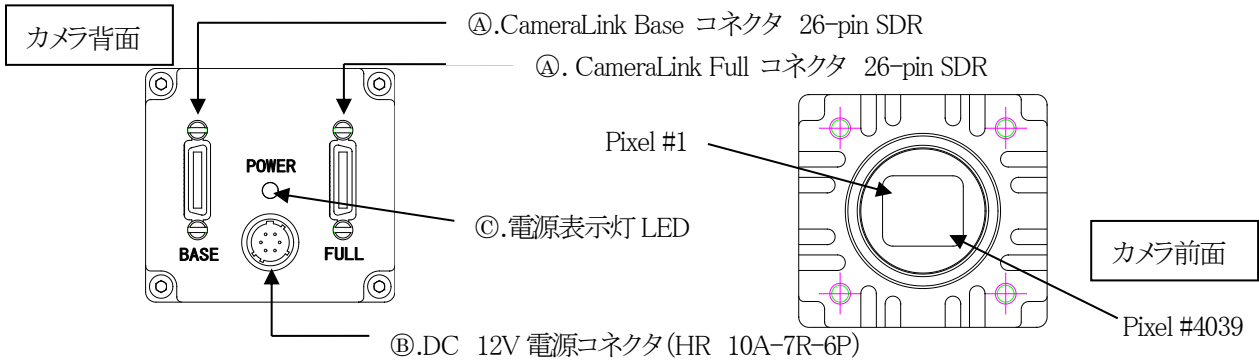 カメラ背面
Ⓐ.CameraLink Base コネクタ 26-pin SDR
Ⓐ. CameraLink Full コネクタ 26-pin SDR
Pixel #1
POWER
Ⓒ.電源表示灯 LED
BASE
FULL
カメラ前面
Pixel #4039
Ⓑ.DC 12V 電源コネクタ(HR 10A-7R-6P)